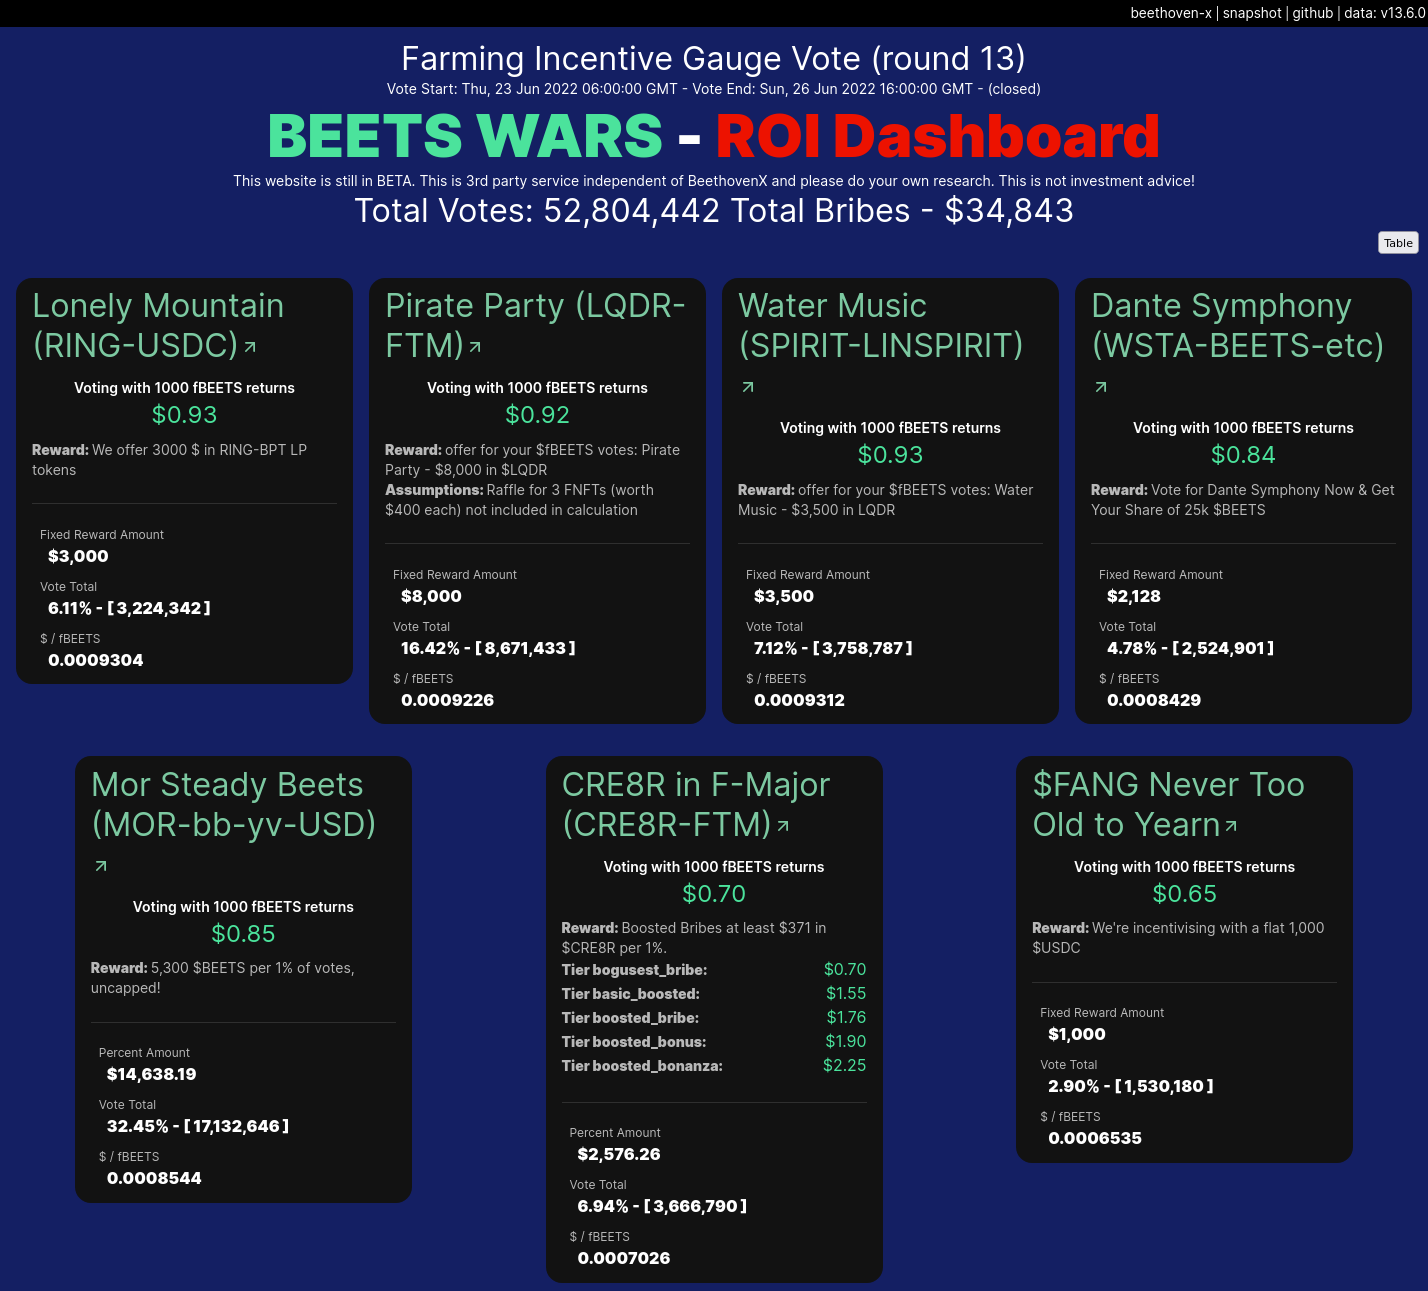 beethoven-x | snapshot | github | data: v13.6.0
Farming Incentive Gauge Vote (round 13)
Vote Start: Thu, 23 Jun 2022 06:00:00 GMT - Vote End: Sun, 26 Jun 2022 16:00:00 GMT - (closed)
BEETS WARS - ROI Dashboard
This website is still in BETA. This is 3rd party service independent of BeethovenX and please do your own research. This is not investment advice!
Total Votes: 52,804,442 Total Bribes - $34,843
Table
Lonely Mountain
(RING-USDC)
Voting with 1000 fBEETS returns
$0.93
Reward: We offer 3000 $ in RING-BPT LP
tokens
Fixed Reward Amount
$3,000
Vote Total
6.11% - [ 3,224,342 ]
$ / fBEETS
0.0009304
Pirate Party (LQDR-
FTM)
Voting with 1000 fBEETS returns
$0.92
Reward: offer for your $fBEETS votes: Pirate
Party - $8,000 in $LQDR
Assumptions: Raffle for 3 FNFTs (worth
$400 each) not included in calculation
Fixed Reward Amount
$8,000
Vote Total
16.42% - [ 8,671,433 ]
$ / fBEETS
0.0009226
Water Music
(SPIRIT-LINSPIRIT)
Voting with 1000 fBEETS returns
$0.93
Reward: offer for your $fBEETS votes: Water
Music - $3,500 in LQDR
Fixed Reward Amount
$3,500
Vote Total
7.12% - [ 3,758,787 ]
$ / fBEETS
0.0009312
Dante Symphony
(WSTA-BEETS-etc)
Voting with 1000 fBEETS returns
$0.84
Reward: Vote for Dante Symphony Now & Get
Your Share of 25k $BEETS
Fixed Reward Amount
$2,128
Vote Total
4.78% - [ 2,524,901 ]
$ / fBEETS
0.0008429
Mor Steady Beets
(MOR-bb-yv-USD)
Voting with 1000 fBEETS returns
$0.85
Reward: 5,300 $BEETS per 1% of votes,
uncapped!
Percent Amount
$14,638.19
Vote Total
32.45% - [ 17,132,646 ]
$ / fBEETS
0.0008544
CRE8R in F-Major
(CRE8R-FTM)
Voting with 1000 fBEETS returns
$0.70
Reward: Boosted Bribes at least $371 in
$CRE8R per 1%.
Tier bogusest_bribe: $0.70
Tier basic_boosted: $1.55
Tier boosted_bribe: $1.76
Tier boosted_bonus: $1.90
Tier boosted_bonanza: $2.25
Percent Amount
$2,576.26
Vote Total
6.94% - [ 3,666,790 ]
$ / fBEETS
0.0007026
$FANG Never Too
Old to Yearn
Voting with 1000 fBEETS returns
$0.65
Reward: We're incentivising with a flat 1,000
$USDC
Fixed Reward Amount
$1,000
Vote Total
2.90% - [ 1,530,180 ]
$ / fBEETS
0.0006535